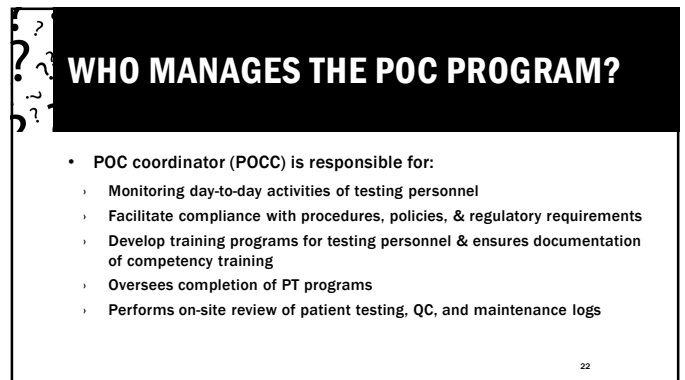 WHO MANAGES THE POC PROGRAM?
• POC coordinator (POCC) is responsible for:
› Monitoring day-to-day activities of testing personnel
› Facilitate compliance with procedures, policies, & regulatory requirements
› Develop training programs for testing personnel & ensures documentation
of competency training
› Oversees completion of PT programs
› Performs on-site review of patient testing, QC, and maintenance logs
22